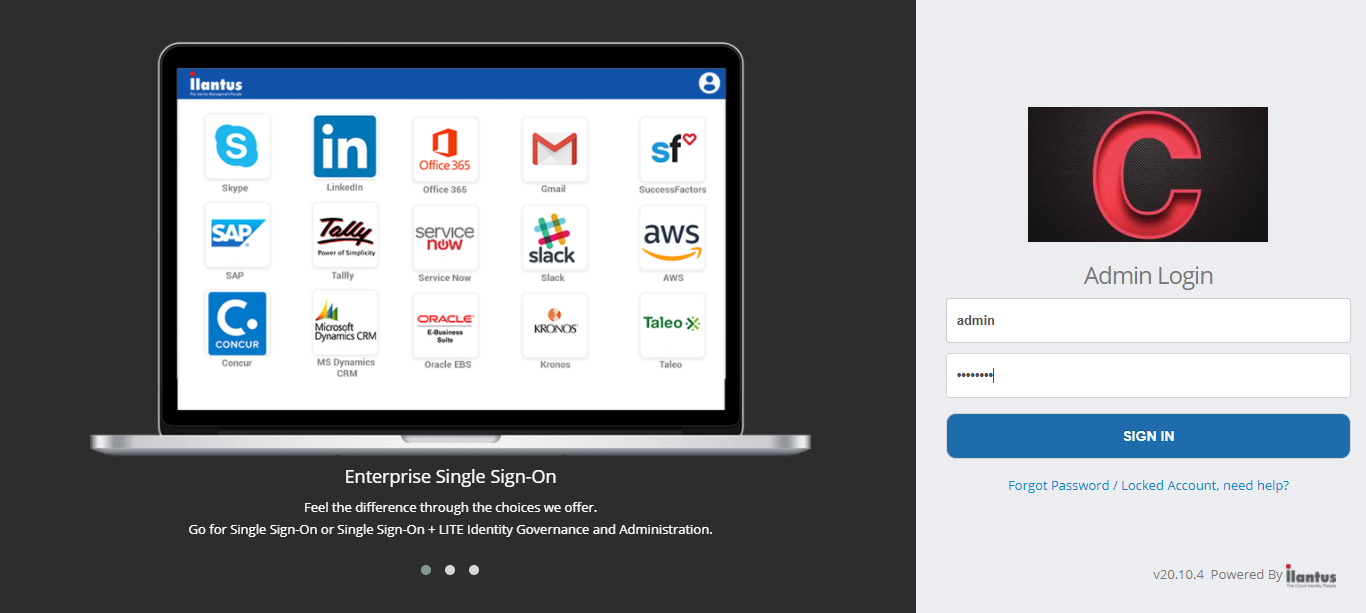 ilantus
The Identity Management People
S
Skype
in
LinkedIn
Office 365
Office 365
Gmail
sf
SuccessFactors
SAP
SAP
Tally
Power of Simplicity
Tallly
service
now
Service Now
slack
Slack
aws
AWS
C.
CONCUR
Concur
Microsoft
Dynamics CRM
MS Dynamics
CRM
ORACLE
E-Business
Suite
Oracle EBS
KRONOS
Kronos
Taleo
Taleo
Enterprise Single Sign-On
Feel the difference through the choices we offer.
Go for Single Sign-On or Single Sign-On + LITE Identity Governance and Administration.
C
Admin Login
admin
••••••••
SIGN IN
Forgot Password / Locked Account, need help?
v20.10.4 Powered By ilantus
The Cloud Identity People